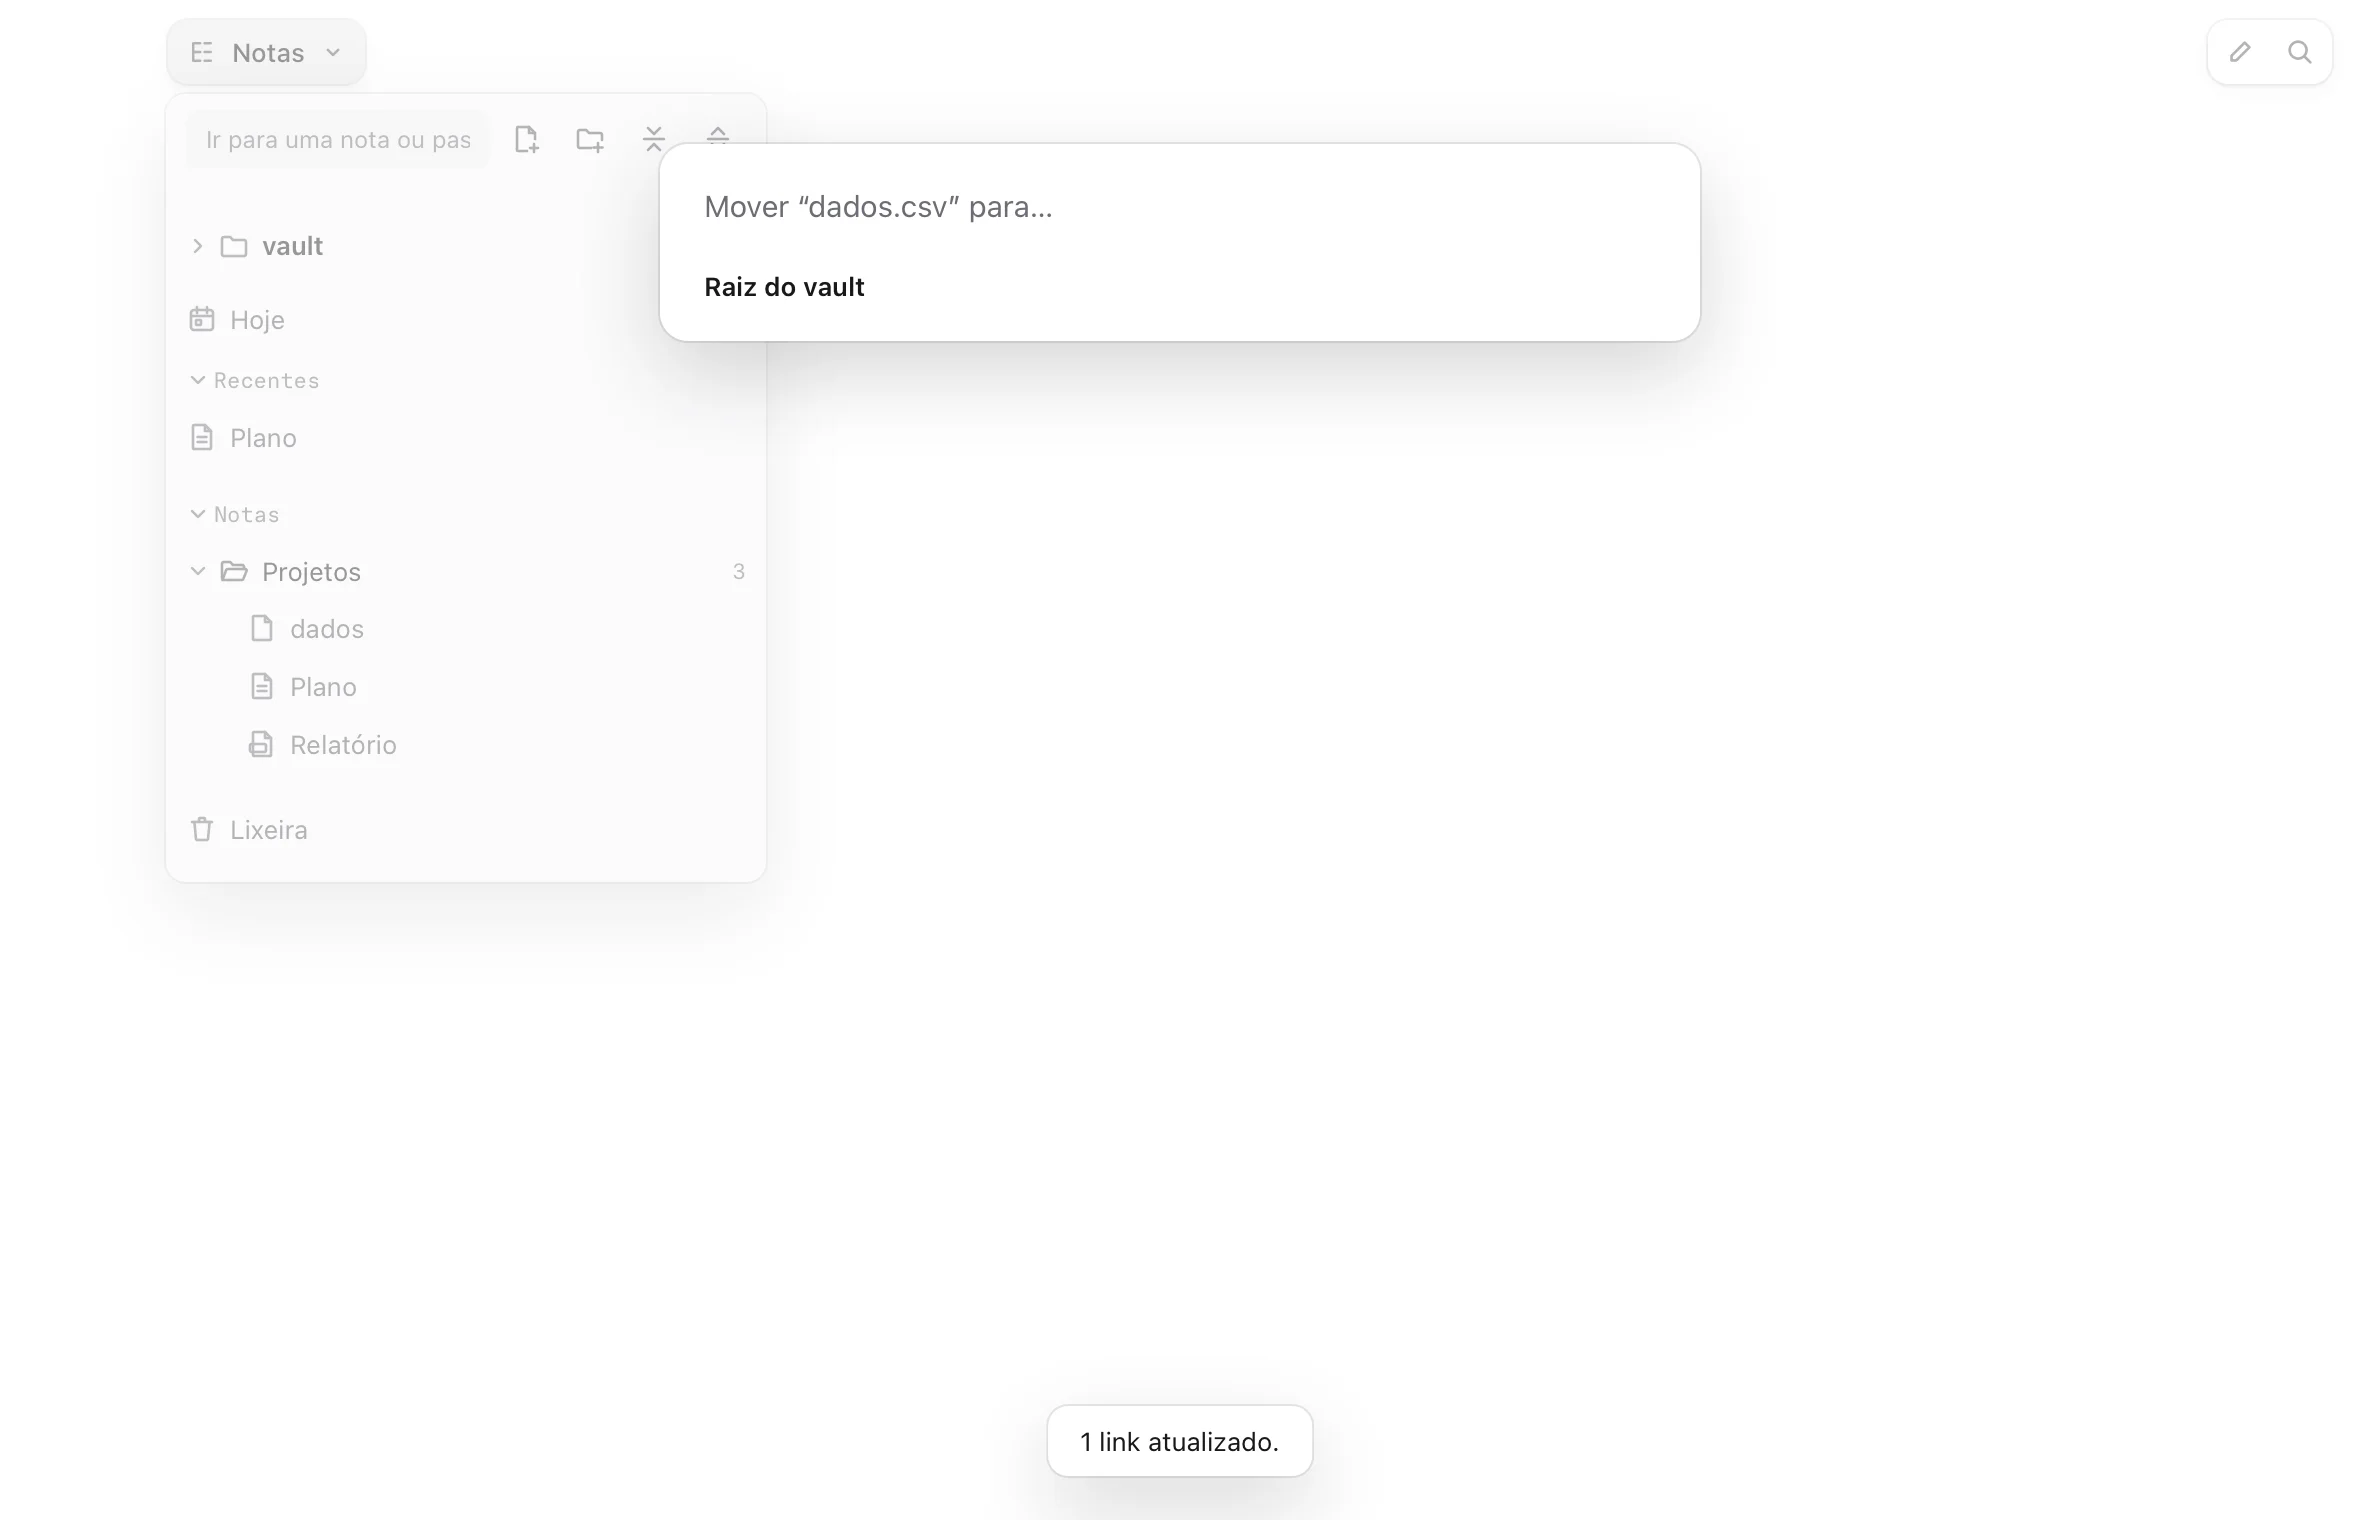 Notas
Ir para uma nota ou pas
Mover “dados.csv” para...
Raiz do vault
vault
Hoje
Recentes
Plano
Notas
Projetos 3
dados
Plano
Relatório
Lixeira
1 link atualizado.